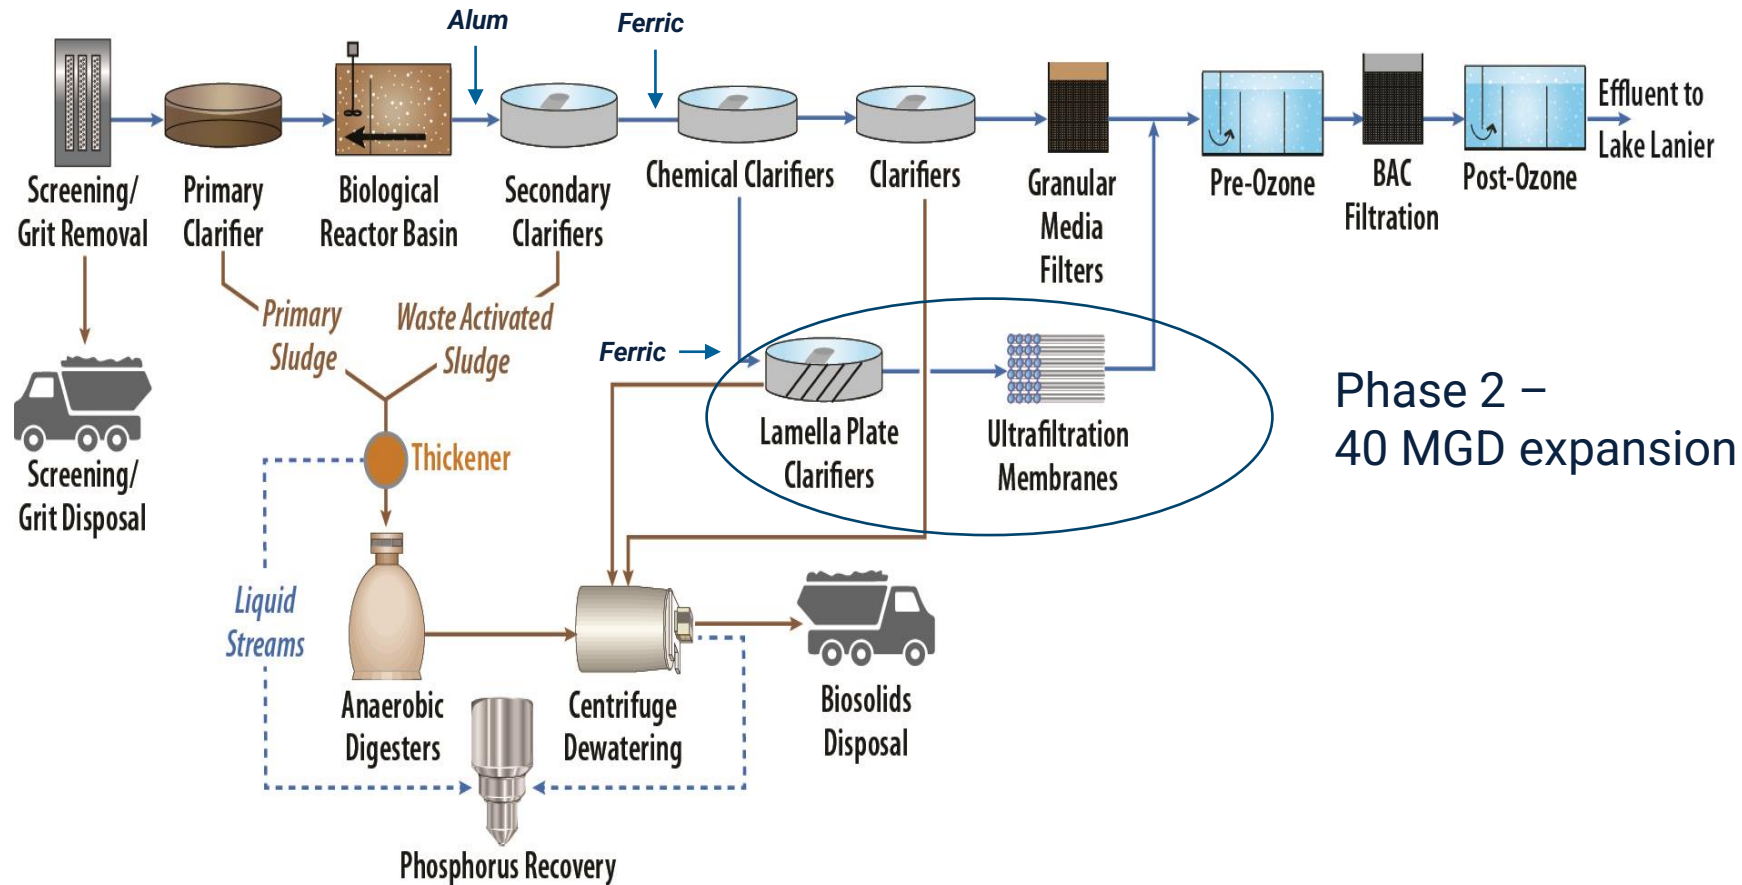 Alum
Ferric
Screening/
Grit Removal
Primary
Clarifier
Biological
Reactor Basin
Secondary
Clarifiers
Chemical Clarifiers
Clarifiers
Granular
Media
Filters
Pre-Ozone
BAC
Filtration
Post-Ozone
Effluent to
Lake Lanier
Primary
Sludge
Waste Activated
Sludge
Ferric
Lamella Plate
Clarifiers
Ultrafiltration
Membranes
Phase 2 –
40 MGD expansion
Screening/
Grit Disposal
Thickener
Liquid
Streams
Anaerobic
Digesters
Centrifuge
Dewatering
Biosolids
Disposal
Phosphorus Recovery